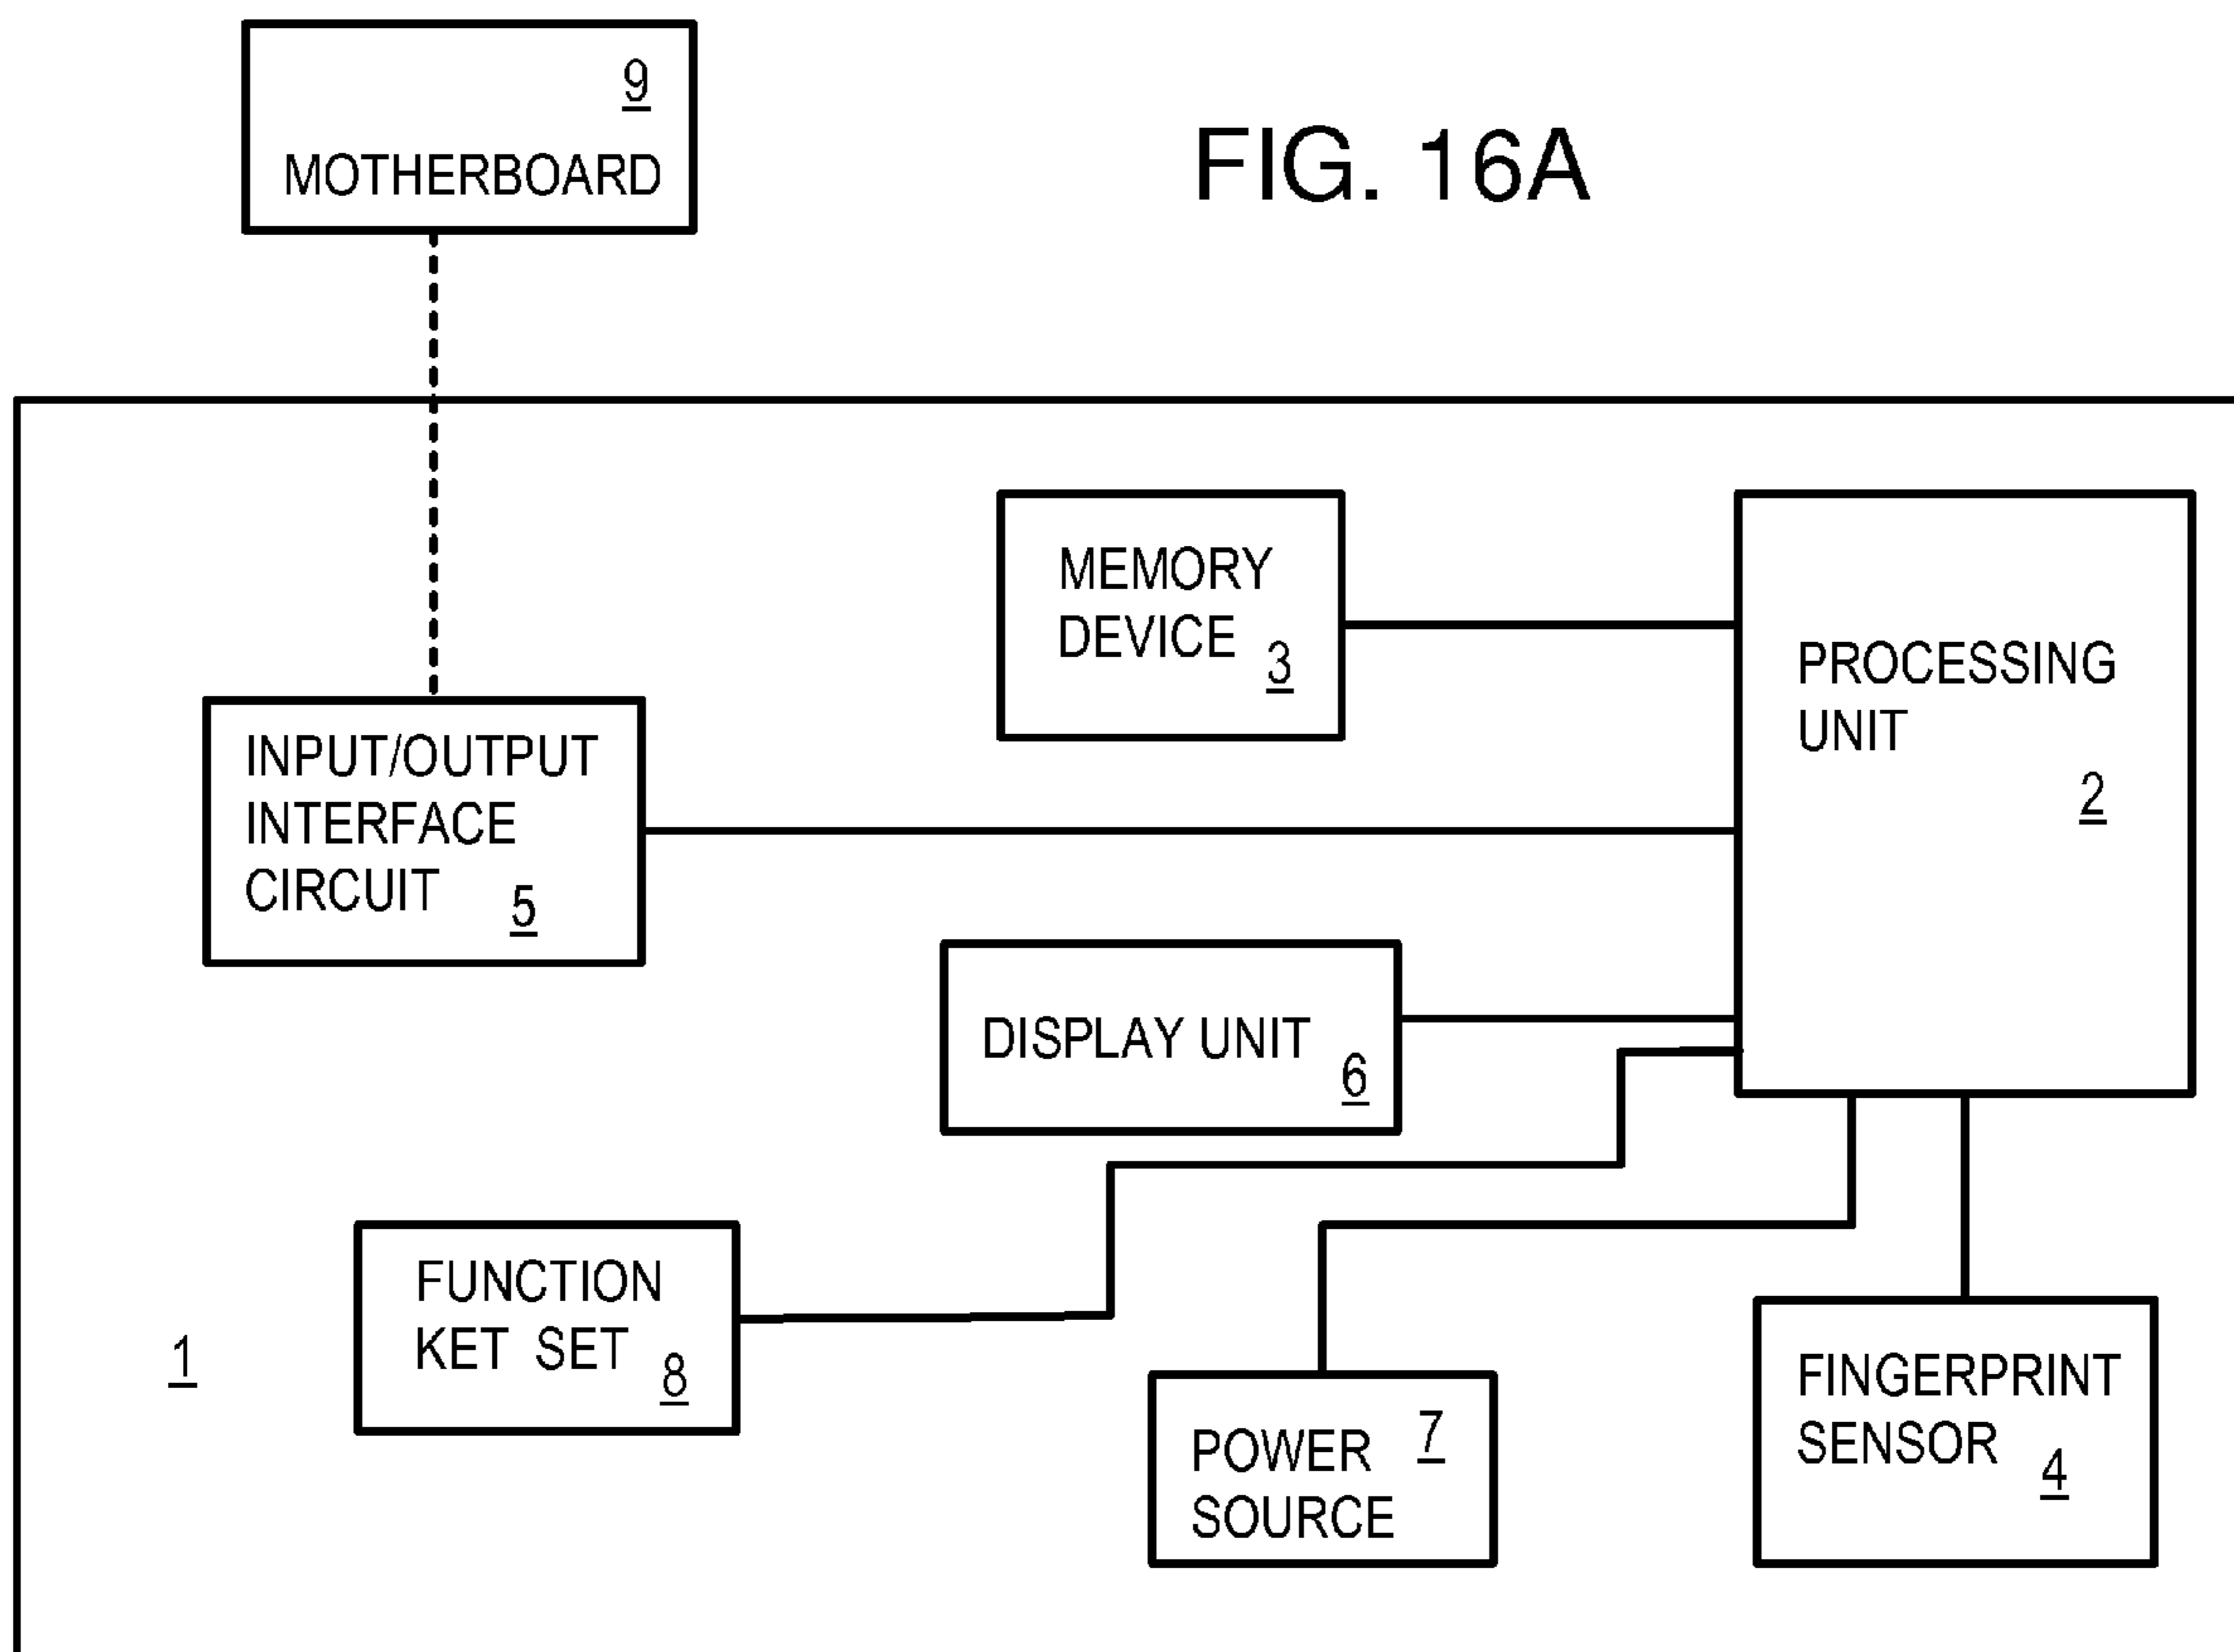 9
MOTHERBOARD
FIG. 16A
MEMORY
DEVICE 3
PROCESSING
UNIT
2
INPUT/OUTPUT
INTERFACE
CIRCUIT 5
DISPLAY UNIT 6
FUNCTION
KET SET 8
1
POWER 7
SOURCE
FINGERPRINT
SENSOR 4